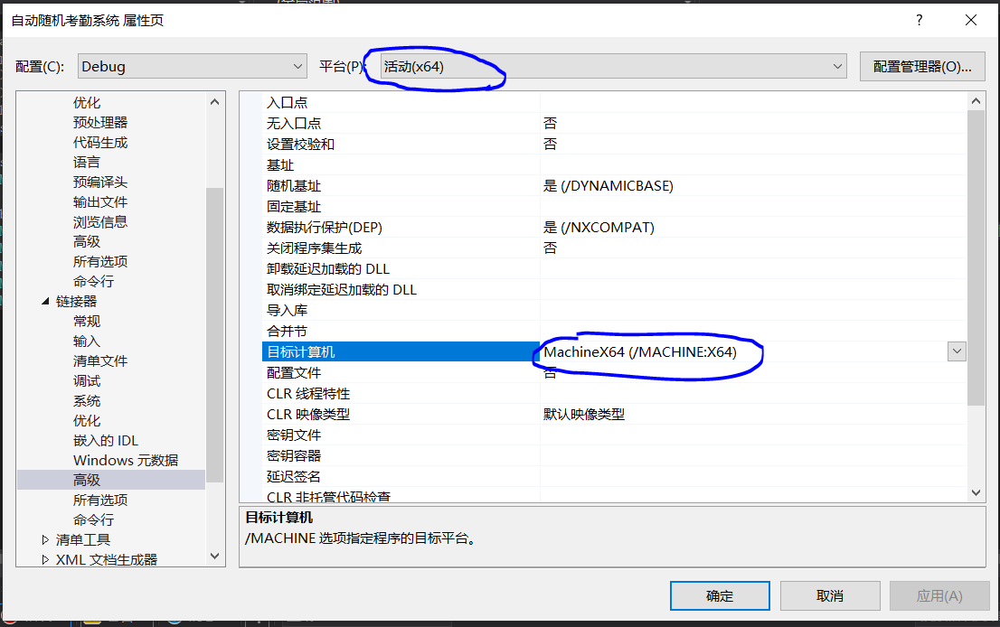 自动随机考勤系统 属性页
?
配置(C):
Debug
平台(P)
活动(x64)
配置管理器(O)...
优化
预处理器
代码生成
语言
预编译头
输出文件
浏览信息
高级
所有选项
命令行
链接器
常规
输入
清单文件
调试
系统
优化
嵌入的 IDL
Windows 元数据
高级
所有选项
命令行
清单工具
XML 文档生成器
入口点
无入口点 否
设置校验和 否
基址
随机基址 是 (/DYNAMICBASE)
固定基址
数据执行保护(DEP) 是 (/NXCOMPAT)
关闭程序集生成 否
卸载延迟加载的 DLL
取消绑定延迟加载的 DLL
导入库
合并节
目标计算机 MachineX64 (/MACHINE:X64)
配置文件 否
CLR 线程特性
CLR 映像类型 默认映像类型
密钥文件
密钥容器
延迟签名
CLR 非托管代码检查
目标计算机
/MACHINE 选项指定程序的目标平台。
确定
取消
应用(A)